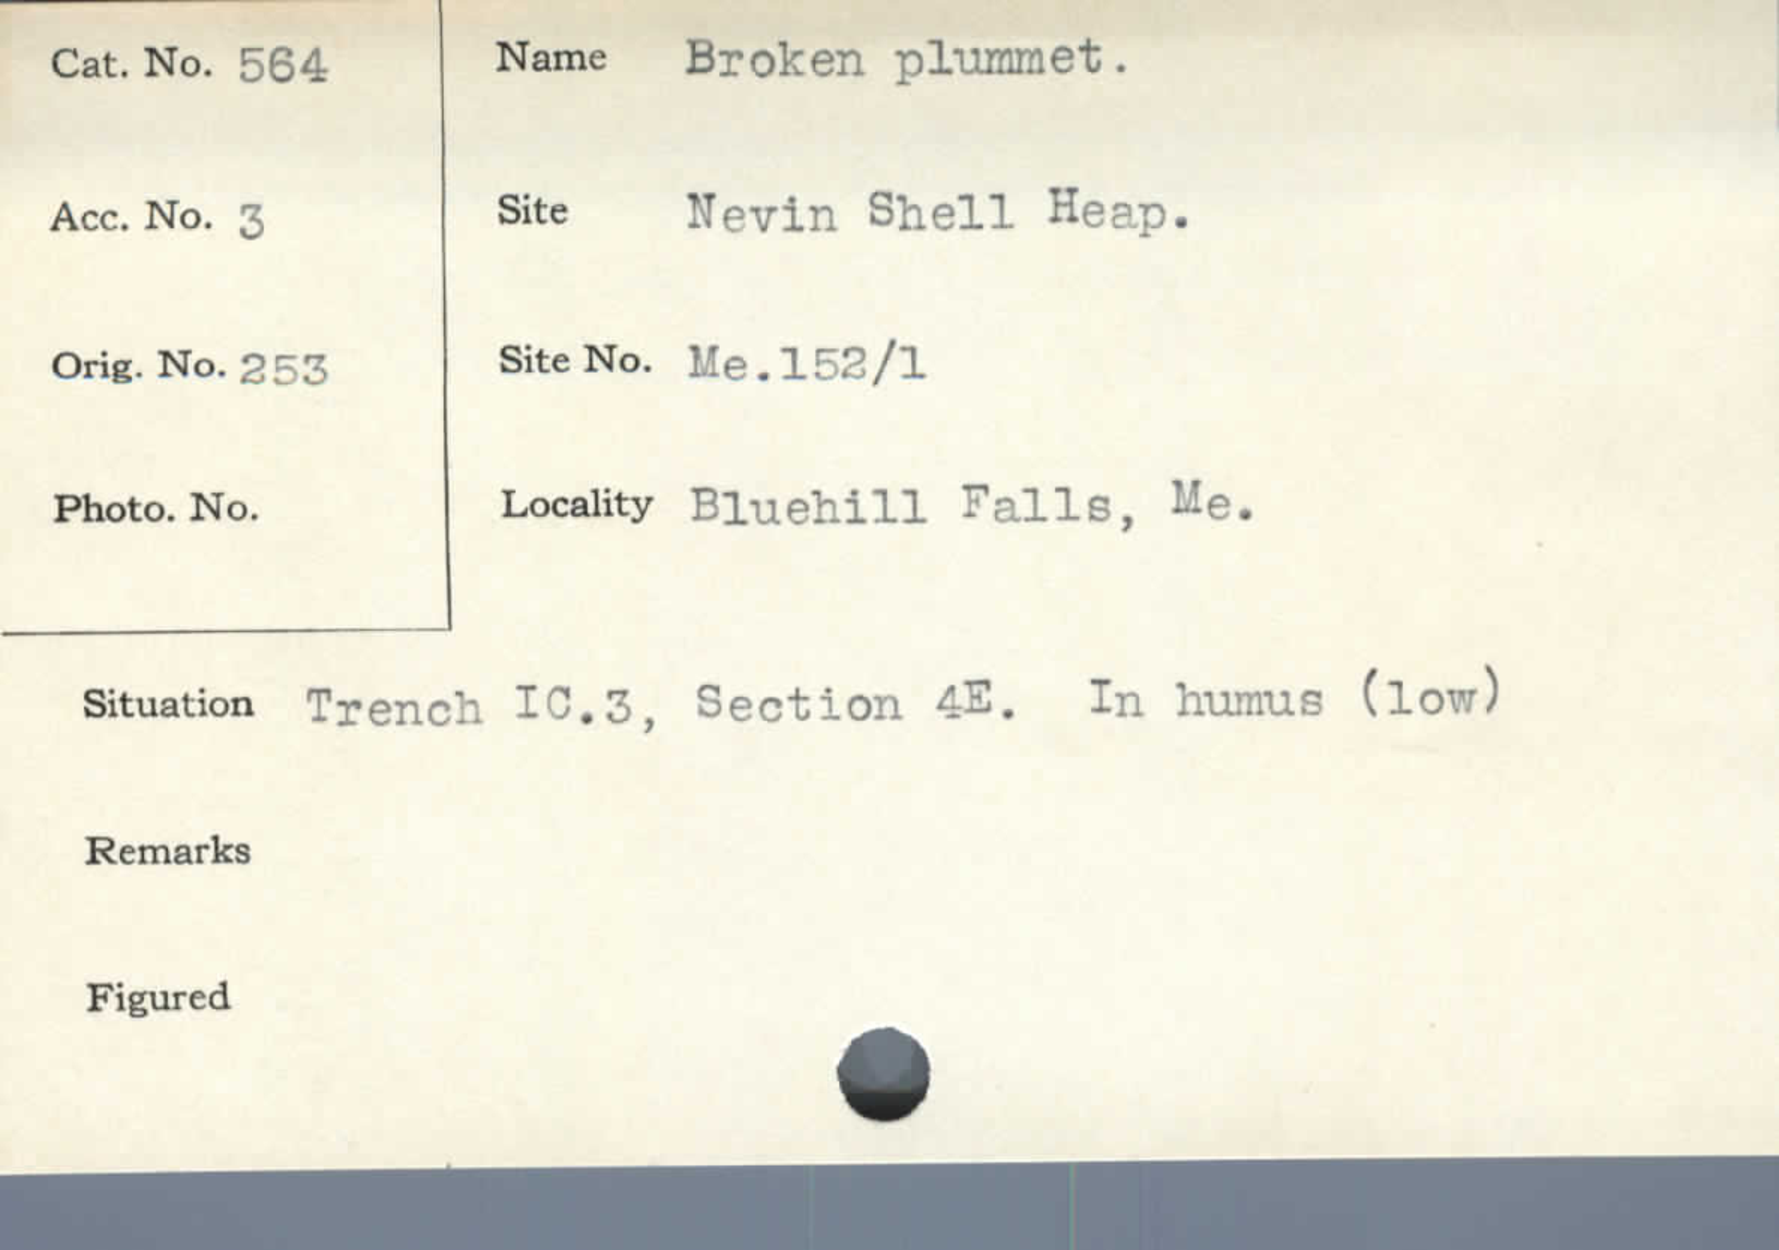 Cat. No. 564
Acc. No. 3
Orig. No. 253
Photo. No.
Name Broken plummet.
Site Nevin Shell Heap.
Site No. Me.152/1
Locality Bluehill Falls, Me.
Situation Trench IC.3, Section 4E. In humus (low)
Remarks
Figured